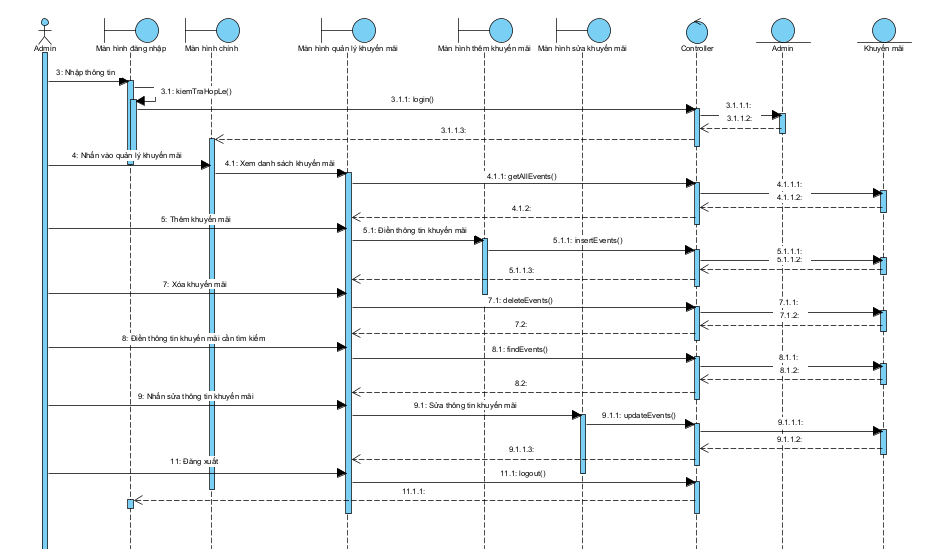 Admin
Màn hình đăng nhập
Màn hình chính
Màn hình quản lý khuyến mãi
Màn hình thêm khuyến mãi
Màn hình sửa khuyến mãi
Controller
Admin
Khuyến mãi
3: Nhập thông tin
3.1: kiemTraHopLe()
3.1.1: login()
3.1.1.1:
3.1.1.2:
3.1.1.3:
4: Nhấn vào quản lý khuyến mãi
4.1: Xem danh sách khuyến mãi
4.1.1: getAllEvents()
4.1.1.1:
4.1.1.2:
4.1.2:
5: Thêm khuyến mãi
5.1: Điền thông tin khuyến mãi
5.1.1: insertEvents()
5.1.1.1:
5.1.1.2:
5.1.1.3:
7: Xóa khuyến mãi
7.1: deleteEvents()
7.1.1:
7.1.2:
7.2:
8: Điền thông tin khuyến mãi cần tìm kiếm
8.1: findEvents()
8.1.1:
8.1.2:
8.2:
9: Nhấn sửa thông tin khuyến mãi
9.1: Sửa thông tin khuyến mãi
9.1.1: updateEvents()
9.1.1.1:
9.1.1.2:
9.1.1.3:
11: Đăng xuất
11.1: logout()
11.1.1: